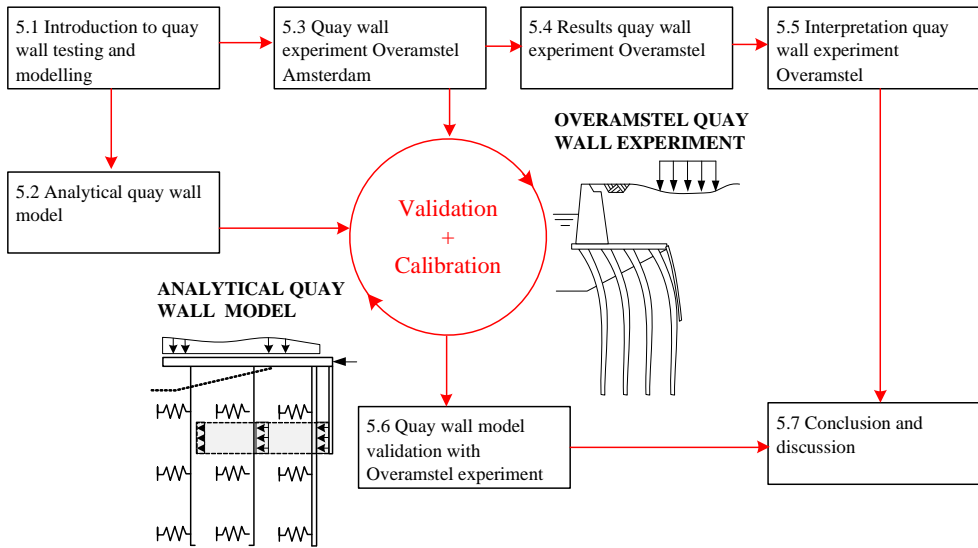 5.1 Introduction to quay
wall testing and
modelling
5.3 Quay wall
experiment Overamstel
Amsterdam
5.4 Results quay wall
experiment Overamstel
5.5 Interpretation quay
wall experiment
Overamstel
OVERAMSTEL QUAY
WALL EXPERIMENT
5.2 Analytical quay wall
model
Validation
+
Calibration
ANALYTICAL QUAY
WALL MODEL
5.6 Quay wall model
validation with
Overamstel experiment
5.7 Conclusion and
discussion